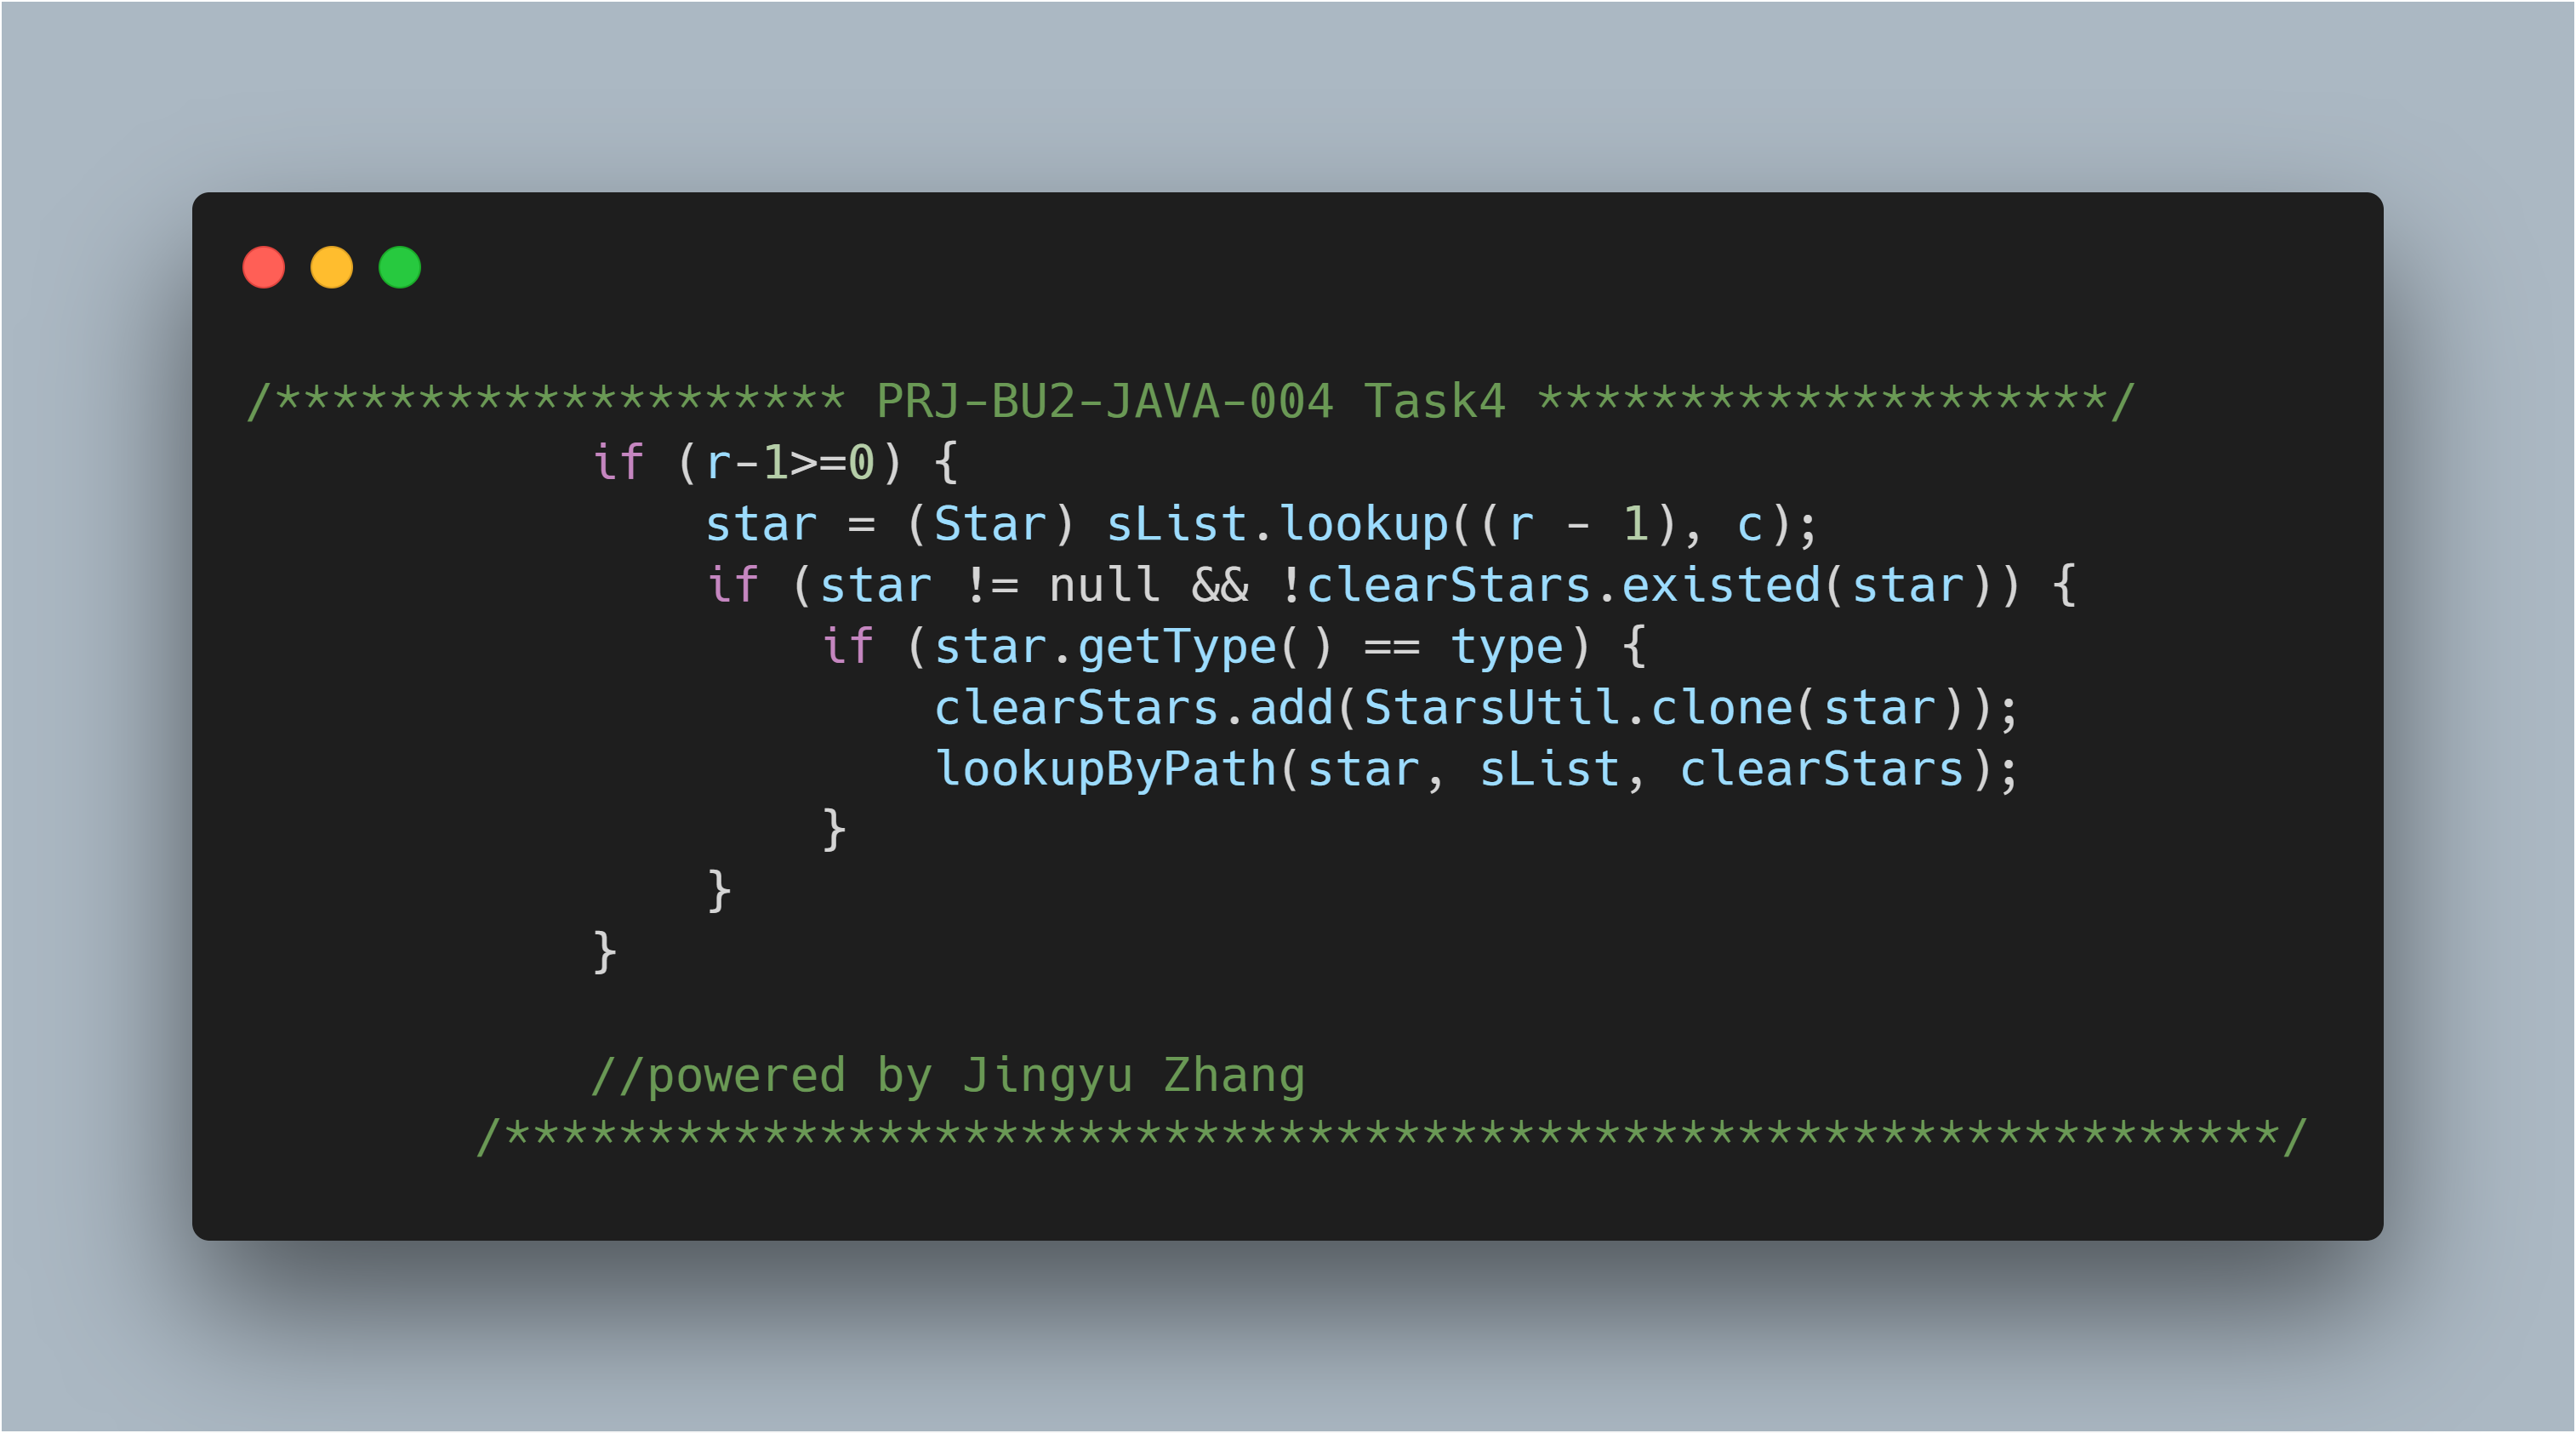 /******************** PRJ-BU2-JAVA-004 Task4 ********************/
            if (r-1>=0) {
                star = (Star) sList.lookup((r - 1), c);
                if (star != null && !clearStars.existed(star)) {
                    if (star.getType() == type) {
                        clearStars.add(StarsUtil.clone(star));
                        lookupByPath(star, sList, clearStars);
                    }
                }
            }
            //powered by Jingyu Zhang
        /**************************************************************/